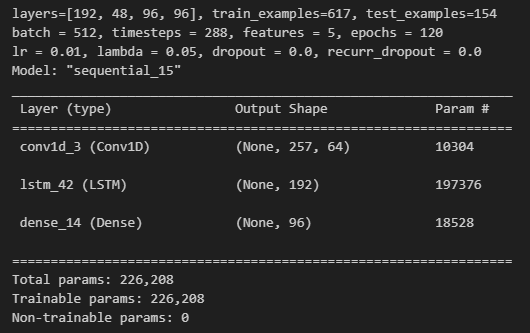 layers=[192, 48, 96, 96], train_examples=617, test_examples=154
batch = 512, timesteps = 288, features = 5, epochs = 120
lr = 0.01, lambda = 0.05, dropout = 0.0, recurr_dropout = 0.0
Model: "sequential_15"
_________________________________________________________________
Layer (type) Output Shape Param #
=================================================================
conv1d_3 (Conv1D) (None, 257, 64) 10304
lstm_42 (LSTM) (None, 192) 197376
dense_14 (Dense) (None, 96) 18528
=================================================================
Total params: 226,208
Trainable params: 226,208
Non-trainable params: 0